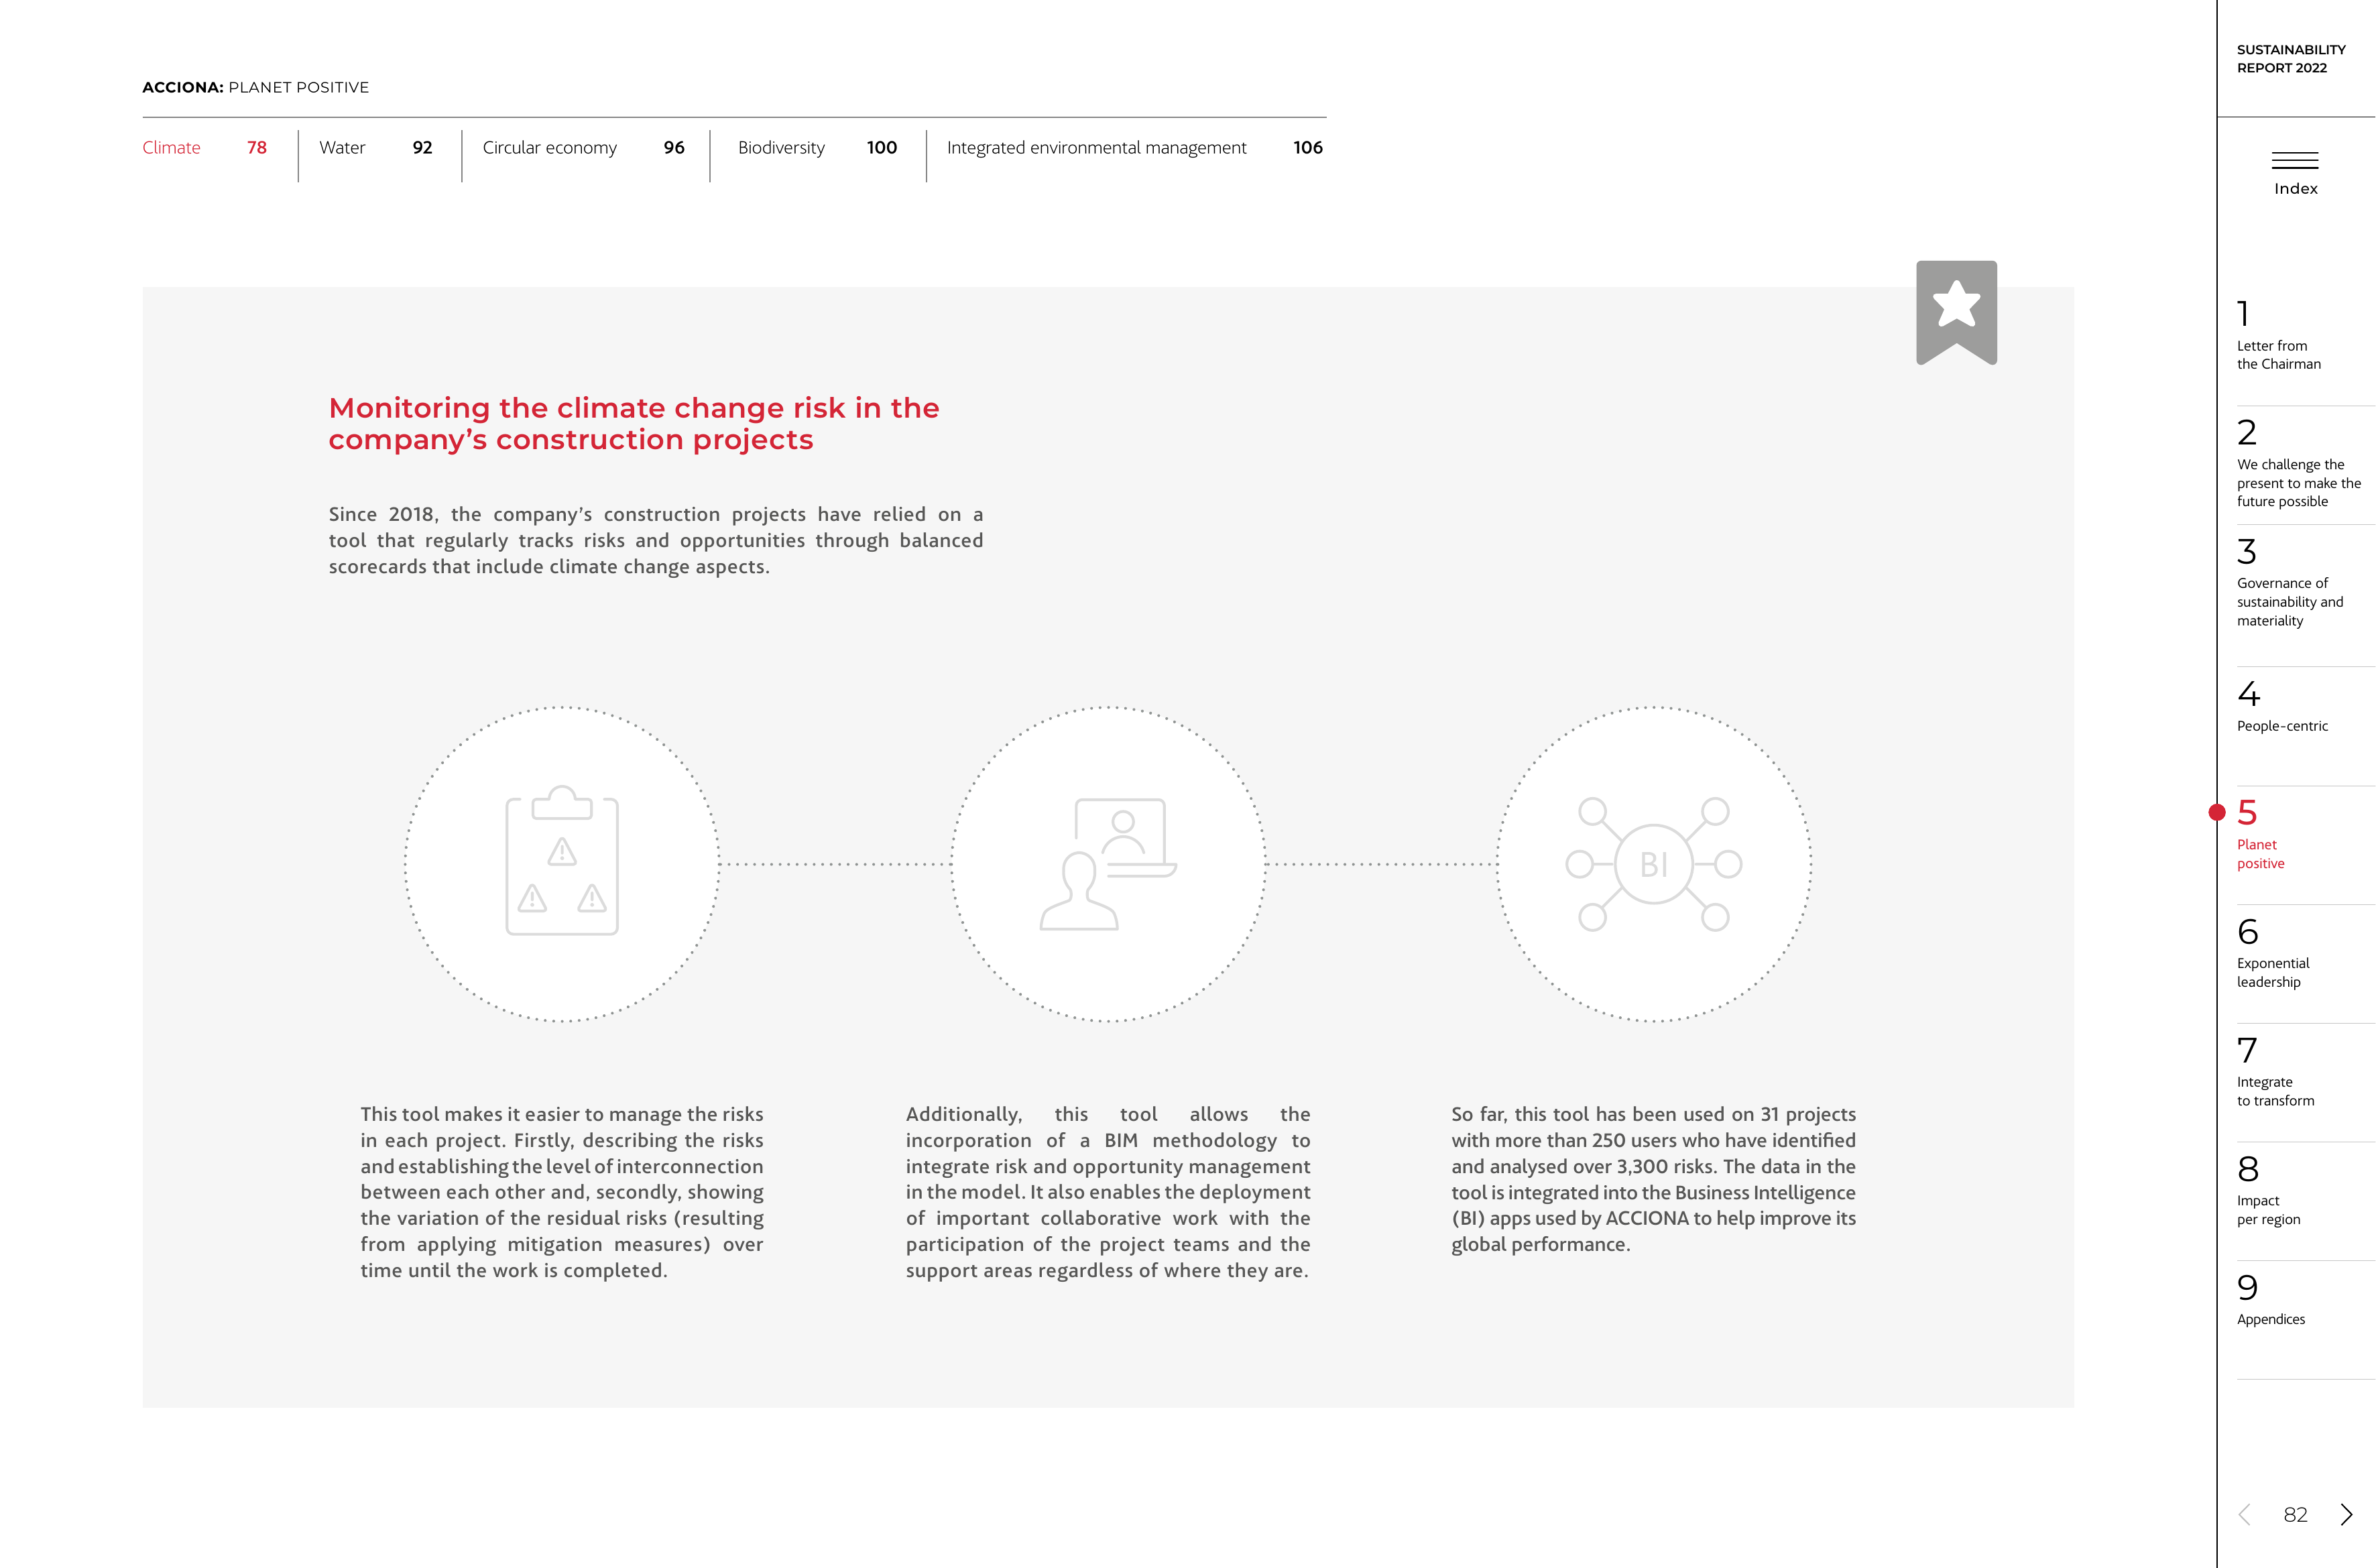 ACCIONA: PLANET POSITIVE
Climate 78
Water 92
Circular economy 96
Biodiversity 100
Integrated environmental management 106
Monitoring the climate change risk in the
company’s construction projects
Since 2018, the company’s construction projects have relied on a
tool that regularly tracks risks and opportunities through balanced
scorecards that include climate change aspects.
BI
This tool makes it easier to manage the risks
in each project. Firstly, describing the risks
and establishing the level of interconnection
between each other and, secondly, showing
the variation of the residual risks (resulting
from applying mitigation measures) over
time until the work is completed.
Additionally, this tool allows the
incorporation of a BIM methodology to
integrate risk and opportunity management
in the model. It also enables the deployment
of important collaborative work with the
participation of the project teams and the
support areas regardless of where they are.
So far, this tool has been used on 31 projects
with more than 250 users who have identified
and analysed over 3,300 risks. The data in the
tool is integrated into the Business Intelligence
(BI) apps used by ACCIONA to help improve its
global performance.
SUSTAINABILITY
REPORT 2022
Index
1
Letter from
the Chairman
2
We challenge the
present to make the
future possible
3
Governance of
sustainability and
materiality
4
People-centric
5
Planet
positive
6
Exponential
leadership
7
Integrate
to transform
8
Impact
per region
9
Appendices
82